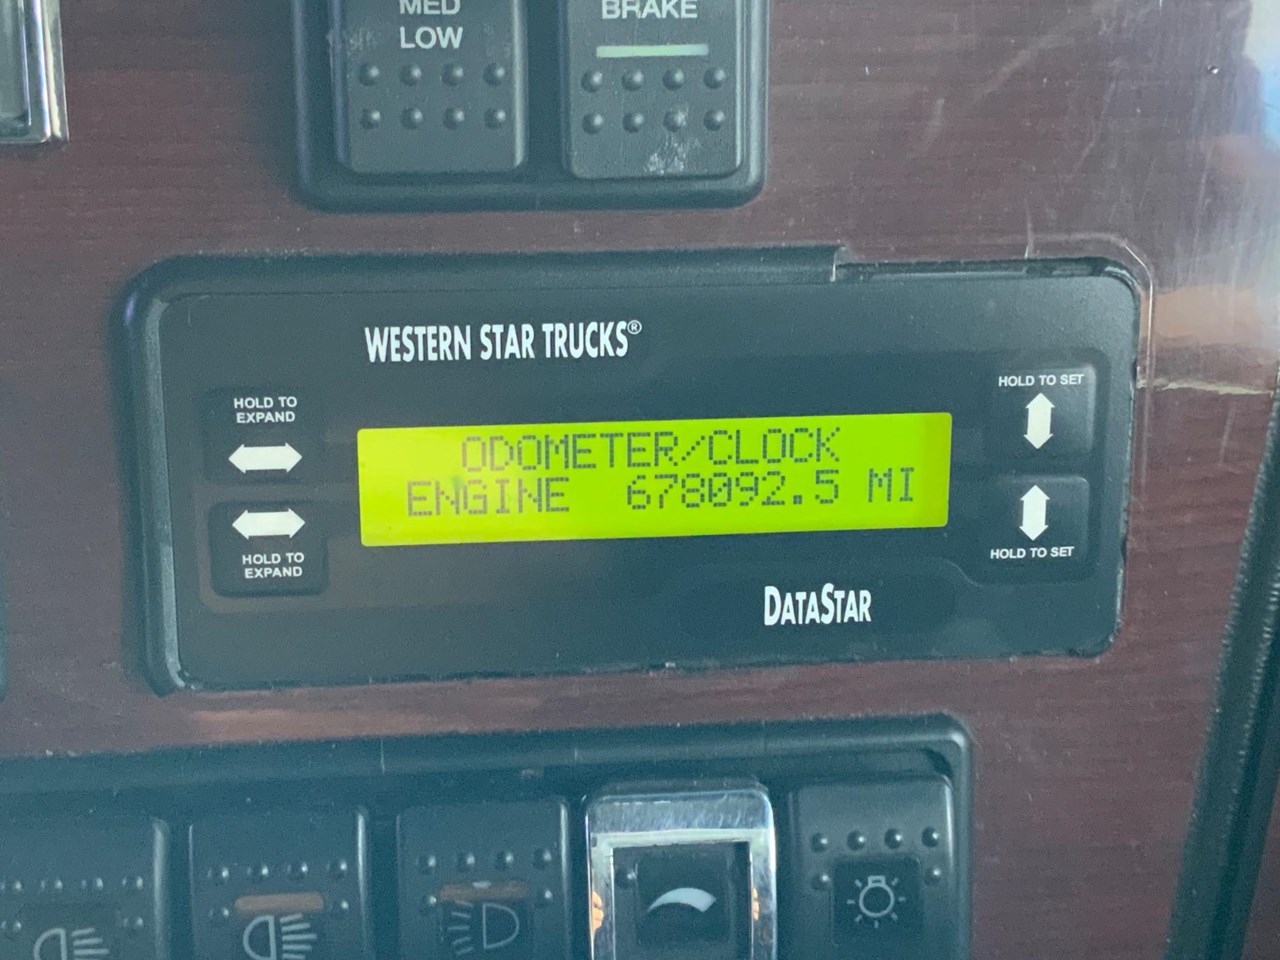 MED
LOW
BRAKE
WESTERN STAR TRUCKS®
HOLD TO
EXPAND
HOLD TO SET
ODOMETER/CLOCK
ENGINE 678092.5 MI
HOLD TO
EXPAND
HOLD TO SET
DATASTAR